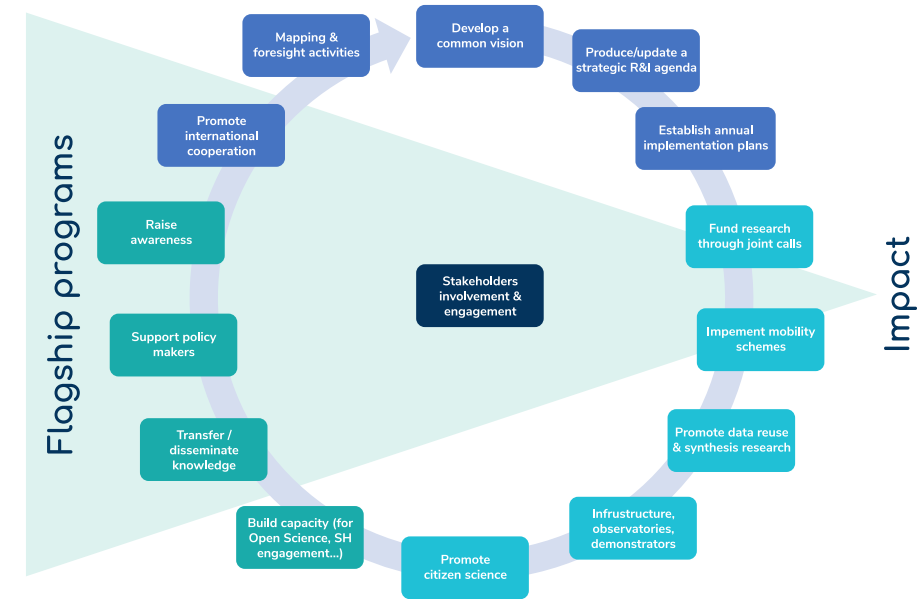 Mapping &
foresight activities
Develop a
common vision
Produce/update a
strategic R&I agenda
Establish annual
implementation plans
Fund research
through joint calls
Impement mobility
schemes
Promote data reuse
& synthesis research
Infrustructure,
observatories,
demonstrators
Promote
citizen science
Build capacity (for
Open Science, SH
engagement...)
Transfer /
disseminate
knowledge
Support policy
makers
Raise
awareness
Promote
international
cooperation
Stakeholders
involvement &
engagement
Flagship programs
Impact